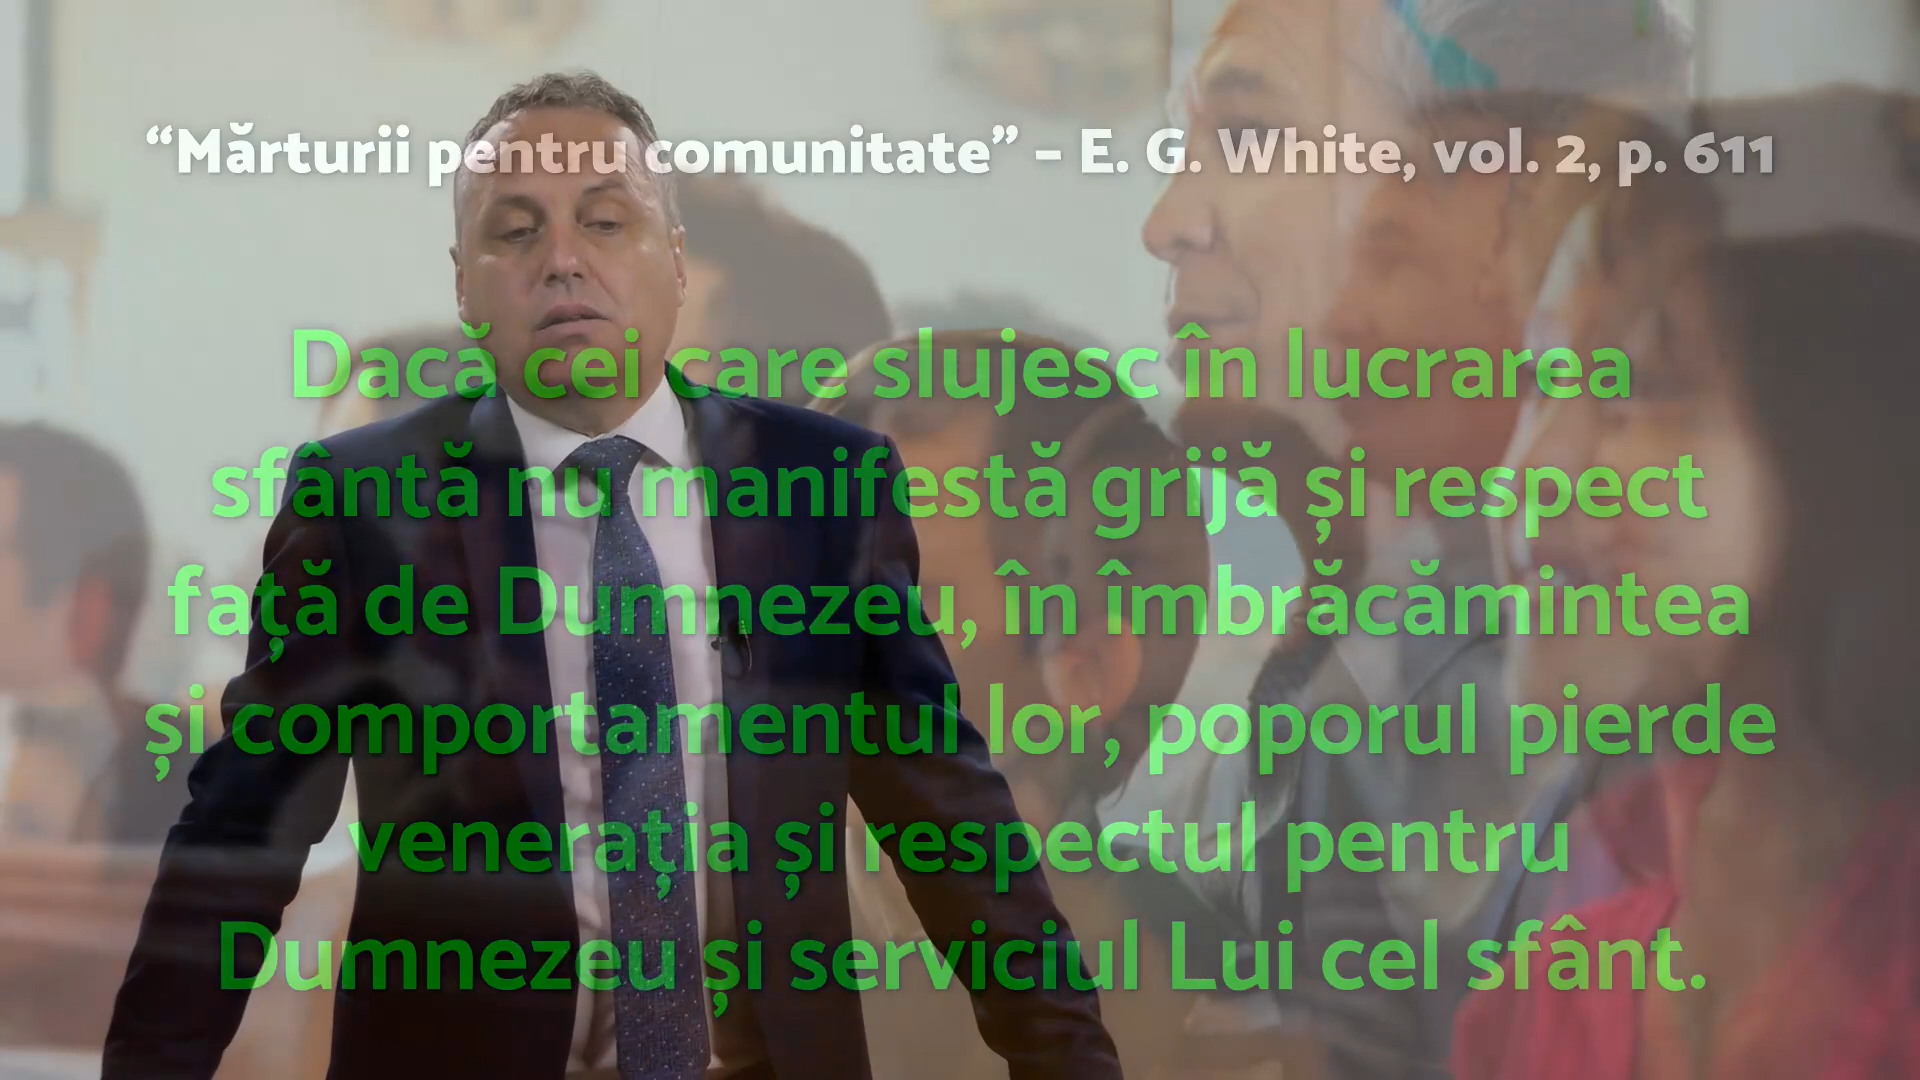 “Mărturii pentru comunitate” – E. G. White, vol. 2, p. 611
Dacă cei care slujesc în lucrarea
sfântă nu manifestă grijă și respect
față de Dumnezeu, în îmbrăcămintea
și comportamentul lor, poporul pierde
venerația și respectul pentru
Dumnezeu și serviciul Lui cel sfânt.